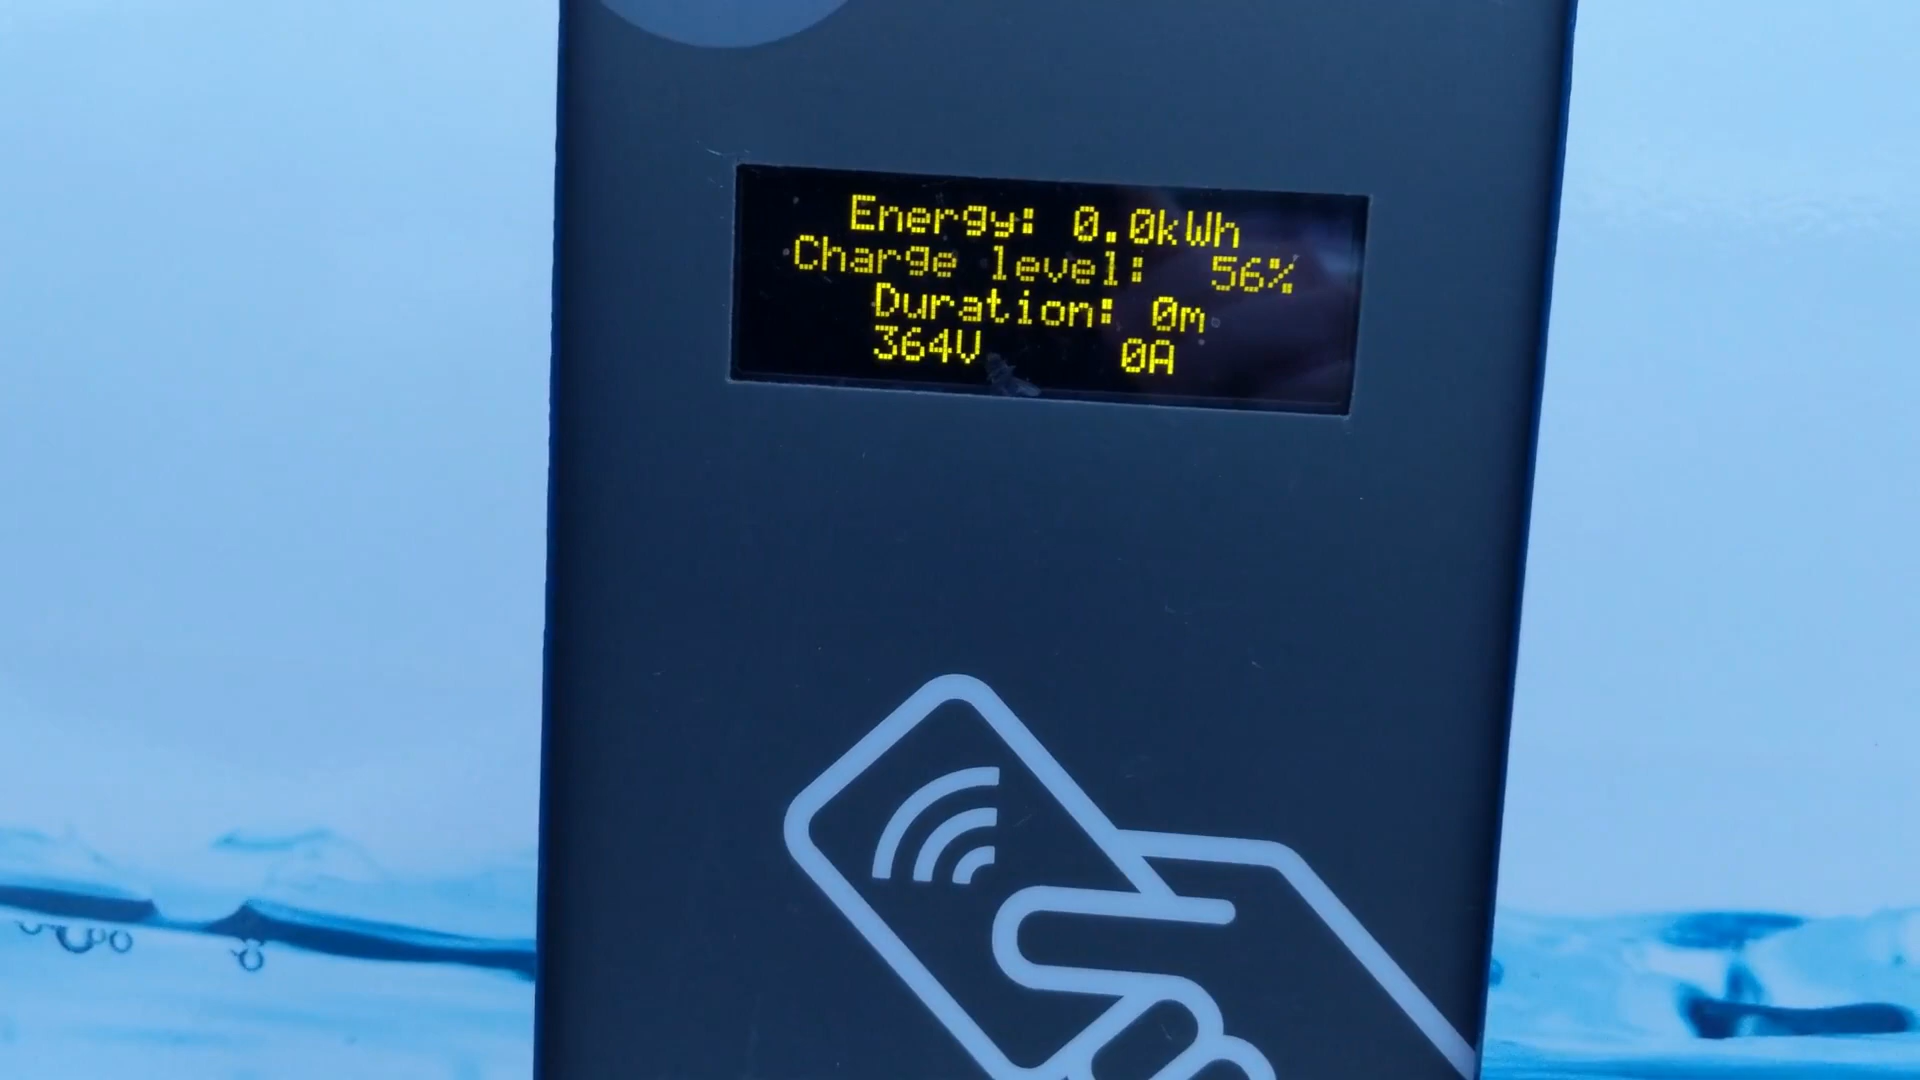 Energy: 0.0kWh
Charge level: 56%
Duration: 0m
364V 0A